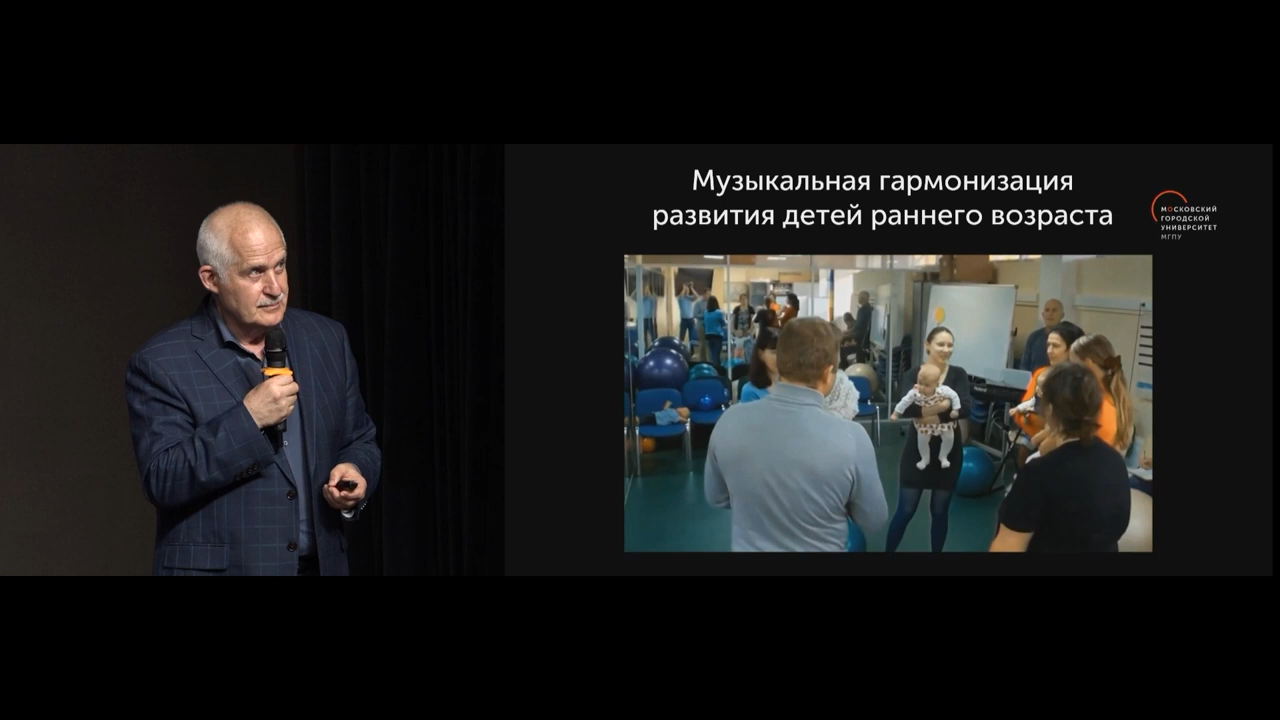 Музыкальная гармонизация
развития детей раннего возраста
МОСКОВСКИЙ
ГОРОДСКОЙ
УНИВЕРСИТЕТ
МГПУ